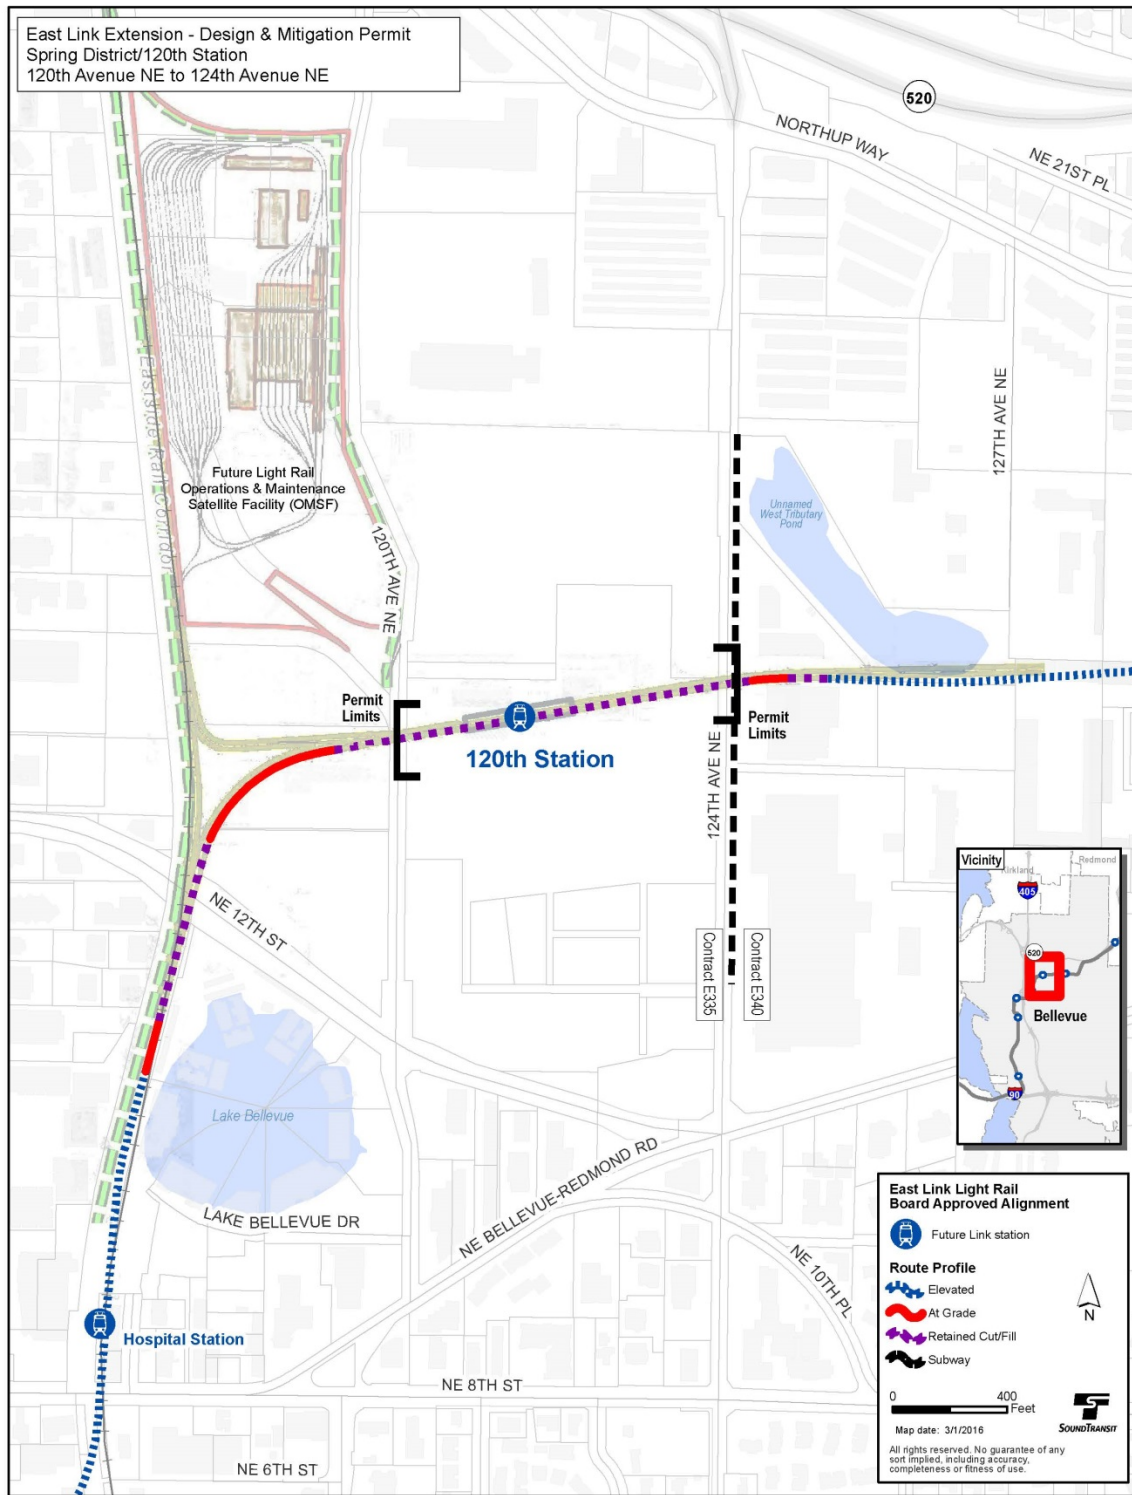 East Link Extension - Design & Mitigation Permit
Spring District/120th Station
120th Avenue NE to 124th Avenue NE
520
NORTHUP WAY
NE 21ST PL
Eastside Rail Corridor
127TH AVE NE
Future Light Rail
Operations & Maintenance
Satellite Facility (OMSF)
Unnamed
West Tributary
Pond
120TH AVE NE
Permit
Limits
120th Station
Permit
Limits
124TH AVE NE
NE 12TH ST
Contract E335
Contract E340
Vicinity
Kirkland
Redmond
405
520
Bellevue
90
Lake Bellevue
LAKE BELLEVUE DR
NE BELLEVUE-REDMOND RD
NE 10TH PL
Hospital Station
NE 8TH ST
NE 6TH ST
East Link Light Rail
Board Approved Alignment
Future Link station
Route Profile
Elevated
At Grade
Retained Cut/Fill
Subway
N
0 400
Feet
Map date: 3/1/2016
SOUNDTRANSIT
All rights reserved. No guarantee of any
sort implied, including accuracy,
completeness or fitness of use.